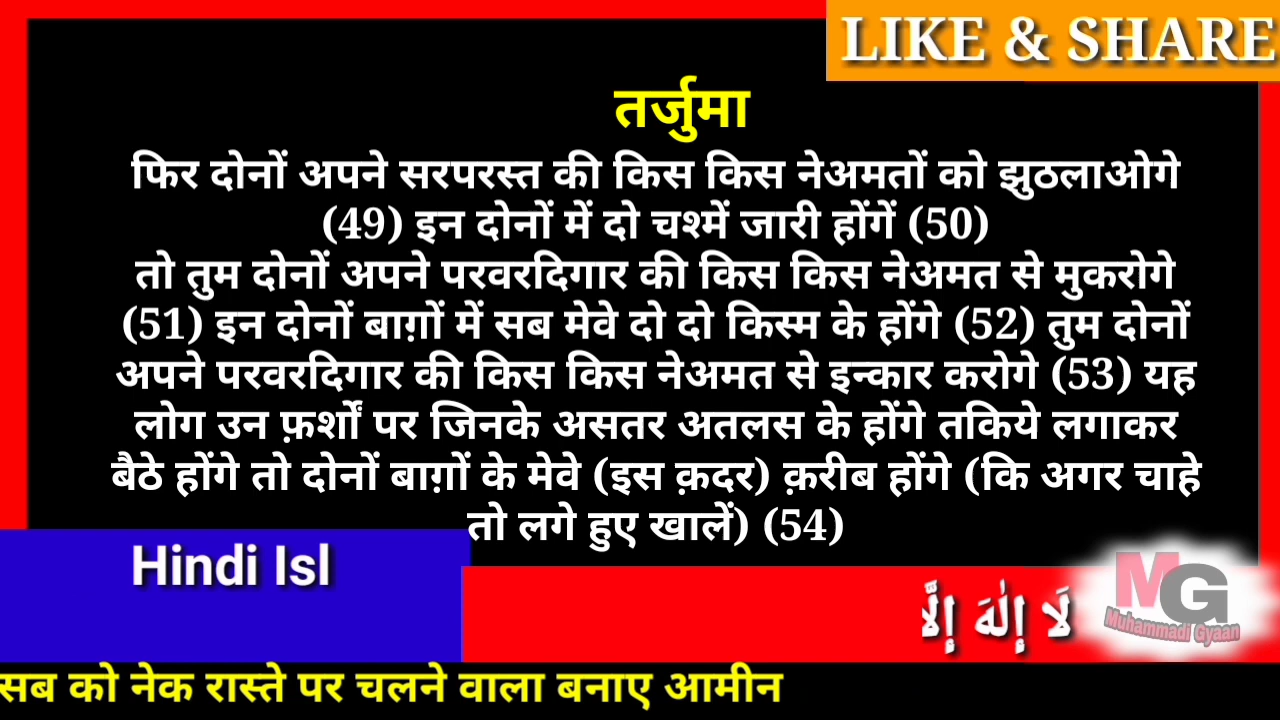 LIKE & SHARE
तर्जुमा
फिर दोनों अपने सरपरस्त की किस किस नेअमतों को झुठलाओगे
(49) इन दोनों में दो चश्में जारी होंगें (50)
तो तुम दोनों अपने परवरदिगार की किस किस नेअमत से मुकरोगे
(51) इन दोनों बाग़ों में सब मेवे दो दो किस्म के होंगे (52) तुम दोनों
अपने परवरदिगार की किस किस नेअमत से इन्कार करोगे (53) यह
लोग उन फ़र्शों पर जिनके असतर अतलस के होंगे तकिये लगाकर
बैठे होंगे तो दोनों बाग़ों के मेवे (इस क़दर) क़रीब होंगे (कि अगर चाहे
तो लगे हुए खालें) (54)
Hindi Isl
لَا إِلٰهَ إِلَّا
MG
Muhammadi Gyaan
सब को नेक रास्ते पर चलने वाला बनाए आमीन